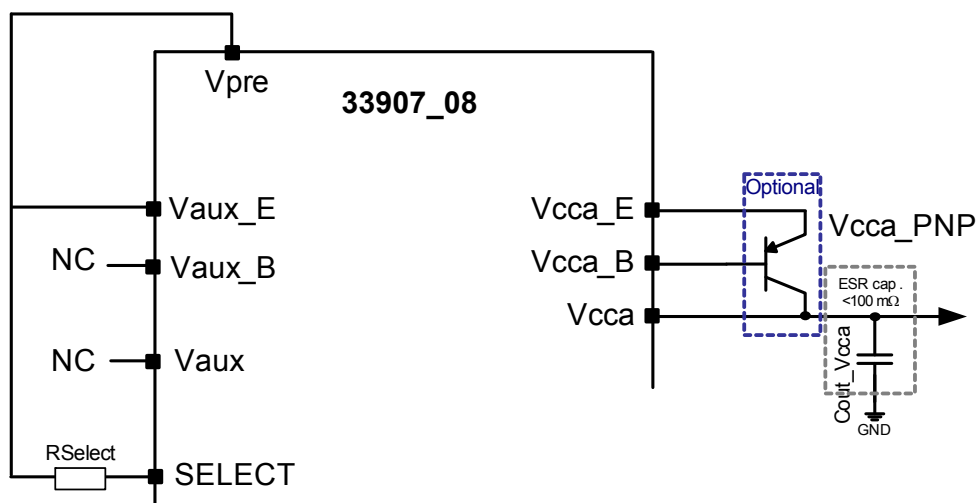 Vpre
33907_08
Optional
Vaux_E
Vcca_E
Vcca_PNP
NC
Vaux_B
Vcca_B
ESR cap .
<100 mΩ
NC
Vaux
Vcca
Cout_Vcca
GND
RSelect
SELECT